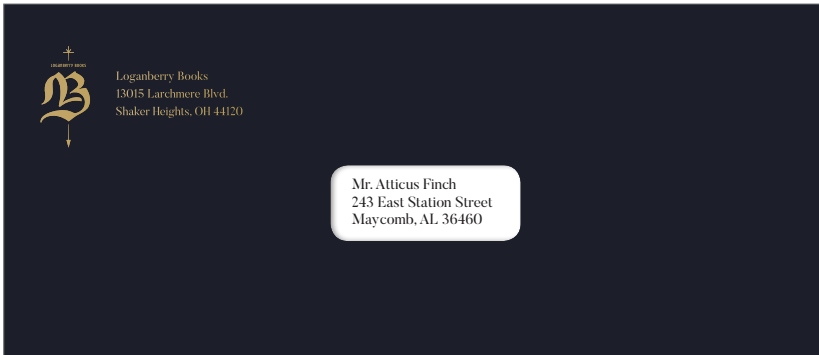 LOGANBERRY BOOKS
B
Loganberry Books
13015 Larchmere Blvd.
Shaker Heights, OH 44120
Mr. Atticus Finch
243 East Station Street
Maycomb, AL 36460